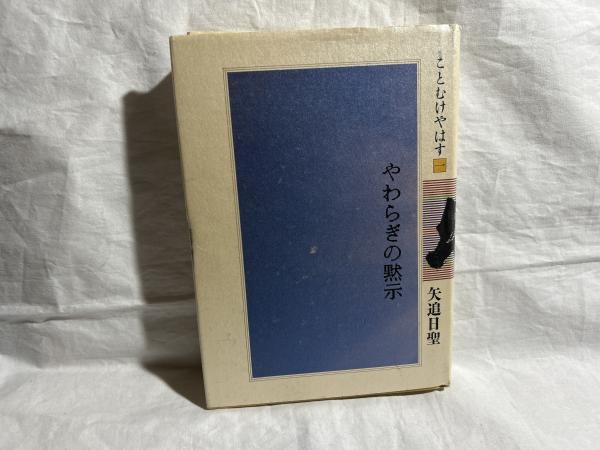 ことむけやはす 一
矢追日聖
やわらぎの黙示